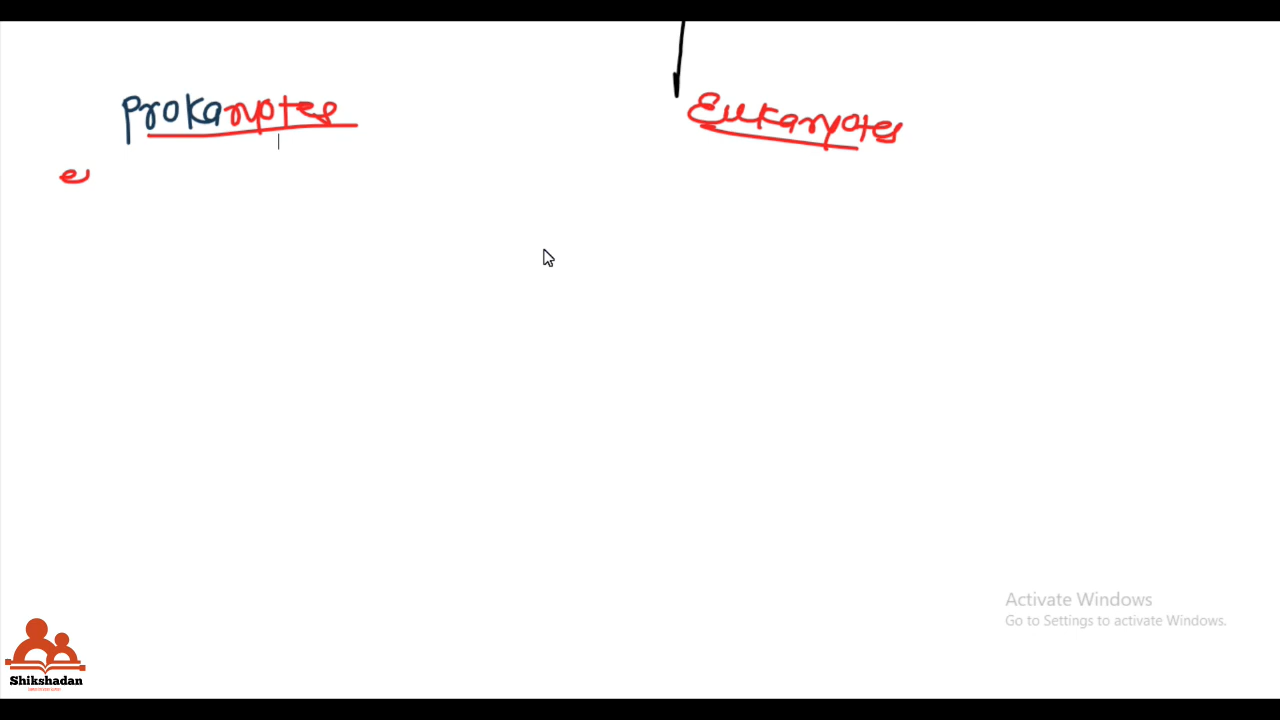 Prokaryotes
Eukaryotes
e
Activate Windows
Go to Settings to activate Windows.
Shikshadan